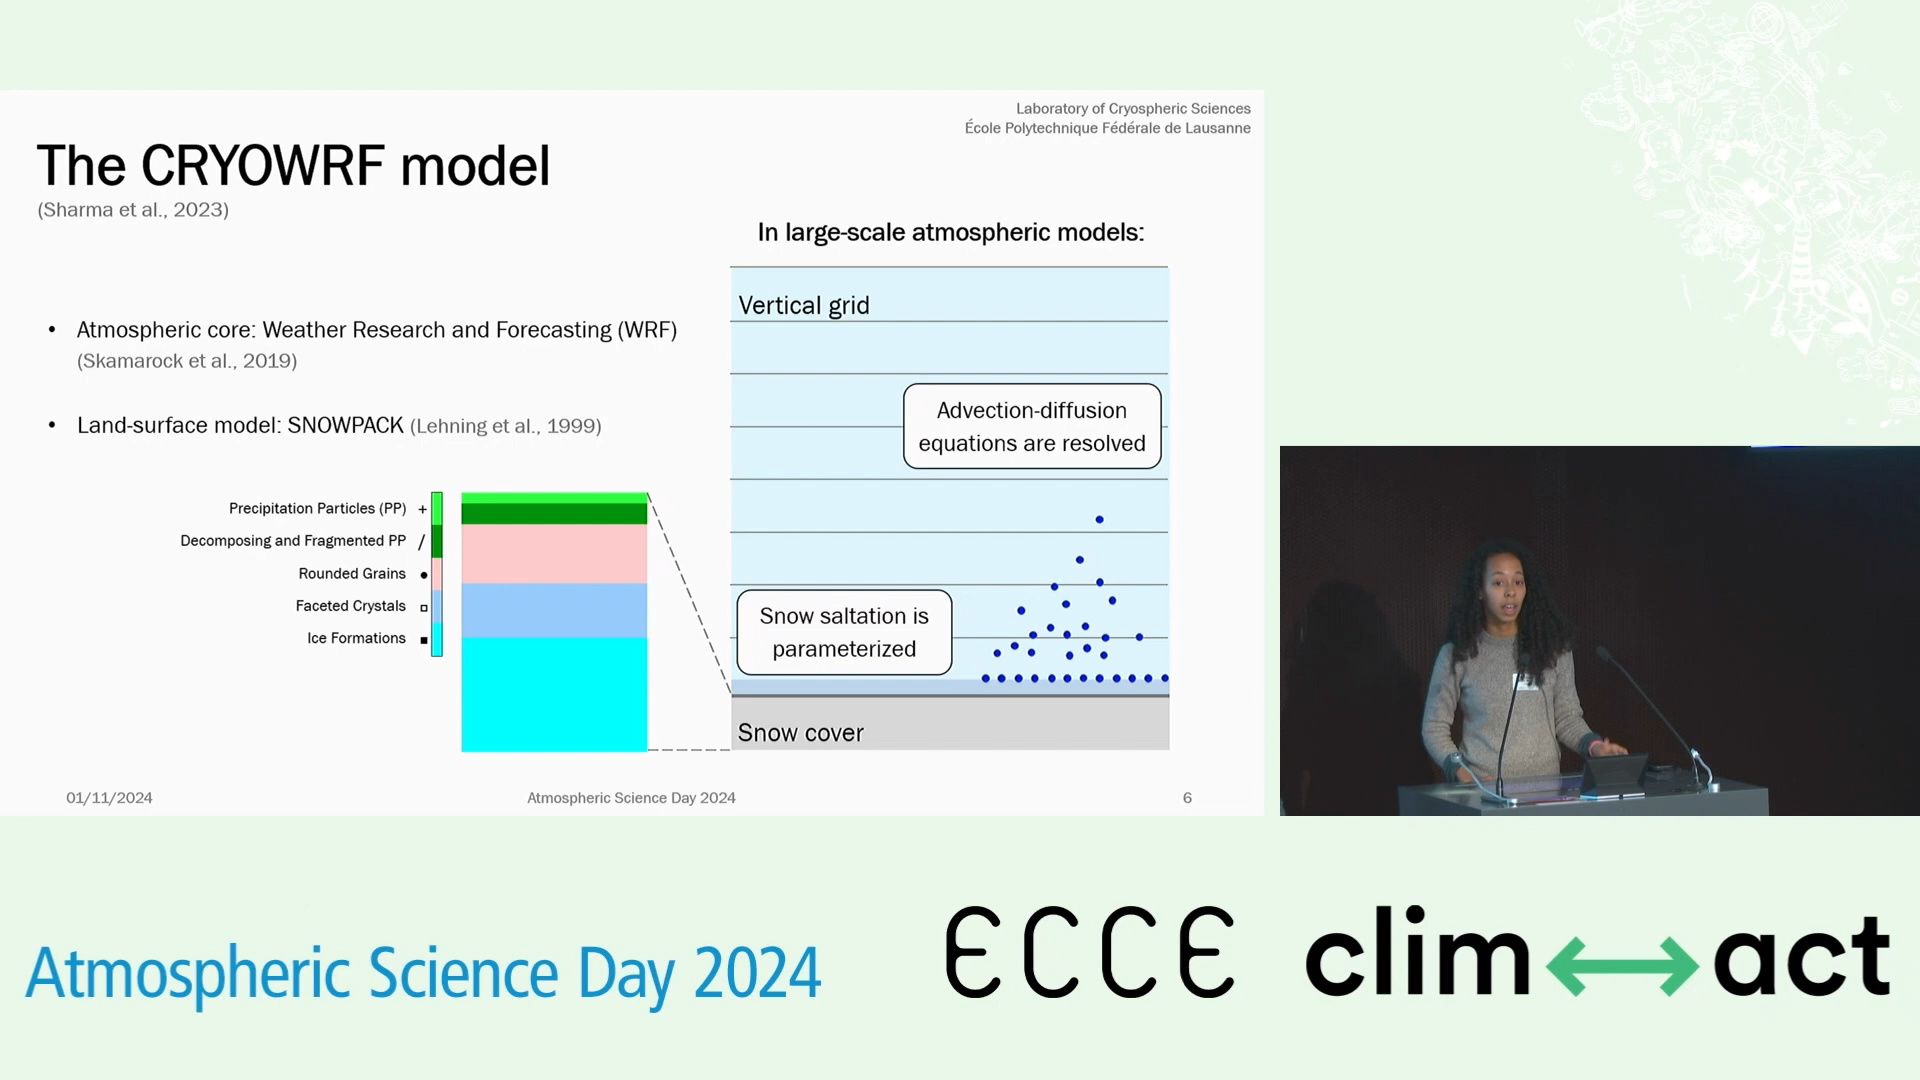 Laboratory of Cryospheric Sciences
École Polytechnique Fédérale de Lausanne
The CRYOWRF model
(Sharma et al., 2023)
• Atmospheric core: Weather Research and Forecasting (WRF)
(Skamarock et al., 2019)
• Land-surface model: SNOWPACK (Lehning et al., 1999)
Precipitation Particles (PP) +
Decomposing and Fragmented PP /
Rounded Grains
Faceted Crystals
Ice Formations
In large-scale atmospheric models:
Vertical grid
Advection-diffusion
equations are resolved
Snow saltation is
parameterized
Snow cover
01/11/2024
Atmospheric Science Day 2024
6
Atmospheric Science Day 2024
ECCE
clim act